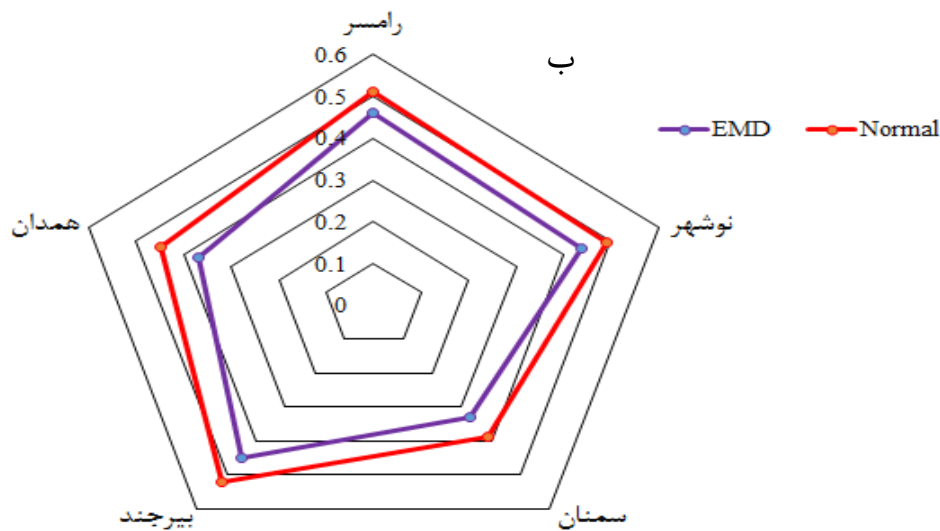 رامسر
ب
0.6
0.5
0.4
0.3
0.2
0.1
0
EMD
Normal
همدان
نوشهر
بیرجند
سمنان